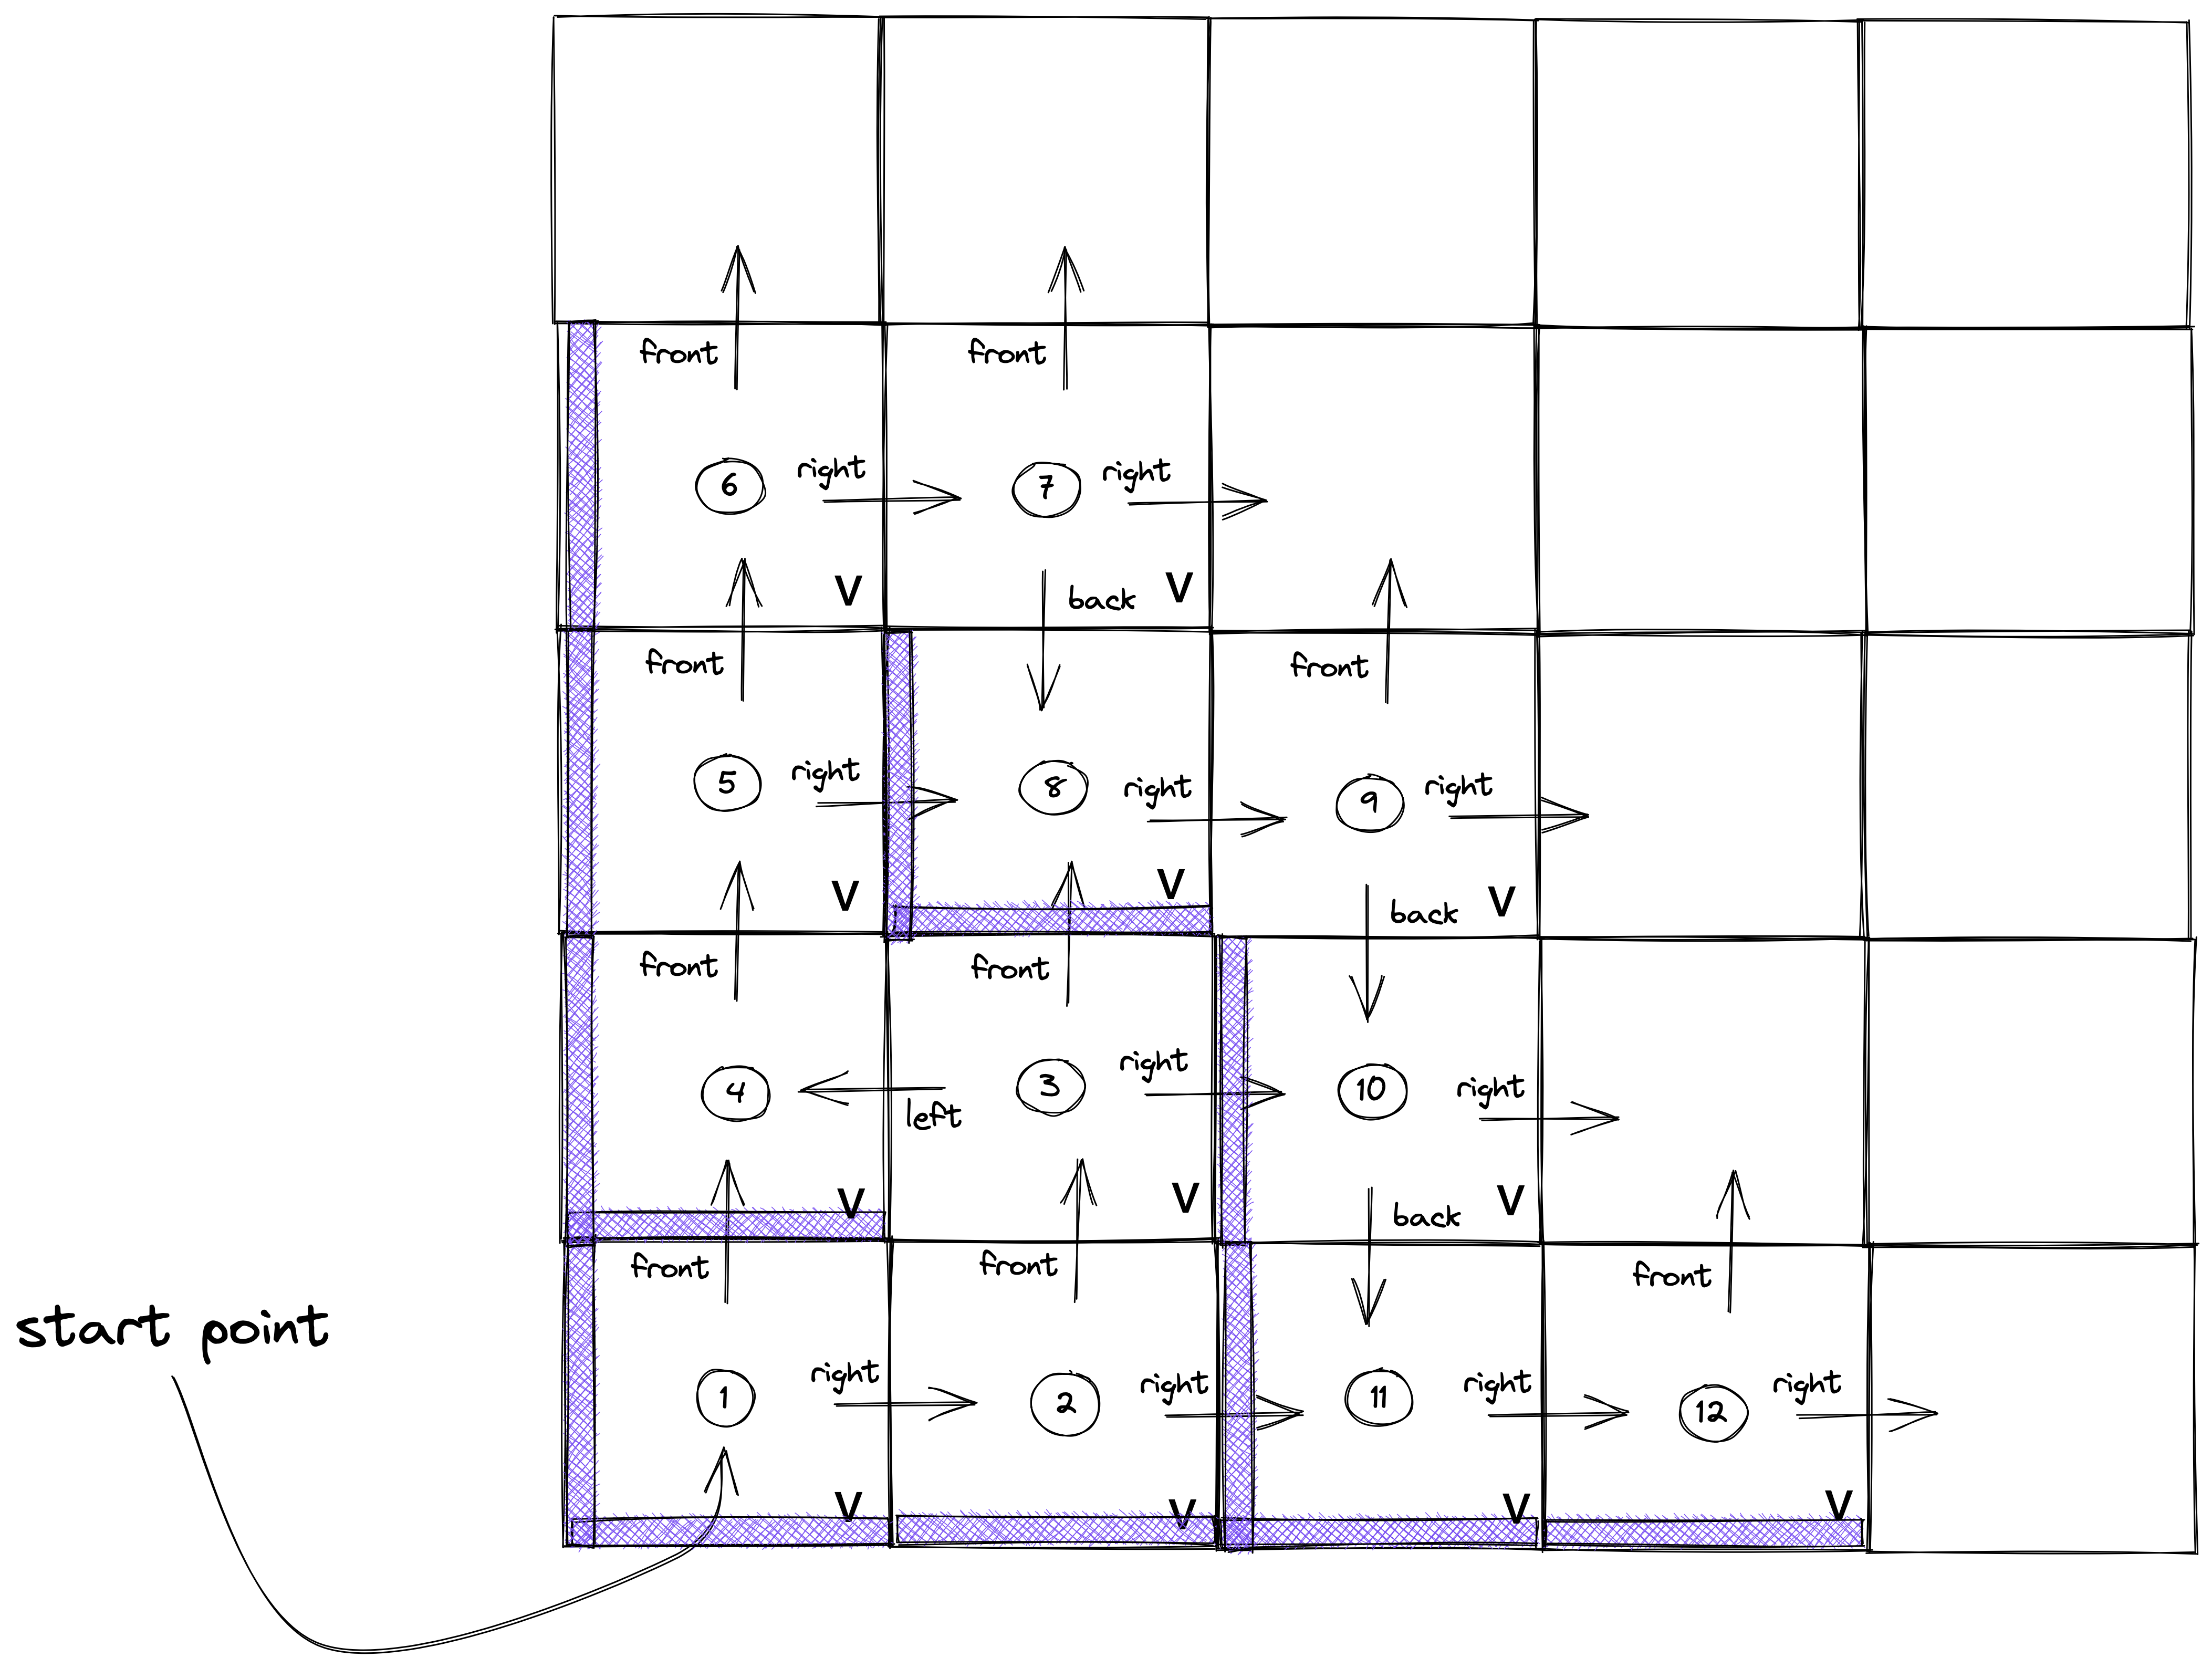 front
front
6
right
7
right
V
back
V
front
front
5
right
8
right
9
right
V
V
back
V
front
front
4
left
3
right
10
right
V
V
back
V
front
front
front
start point
1
right
2
right
11
right
12
right
V
V
V
V